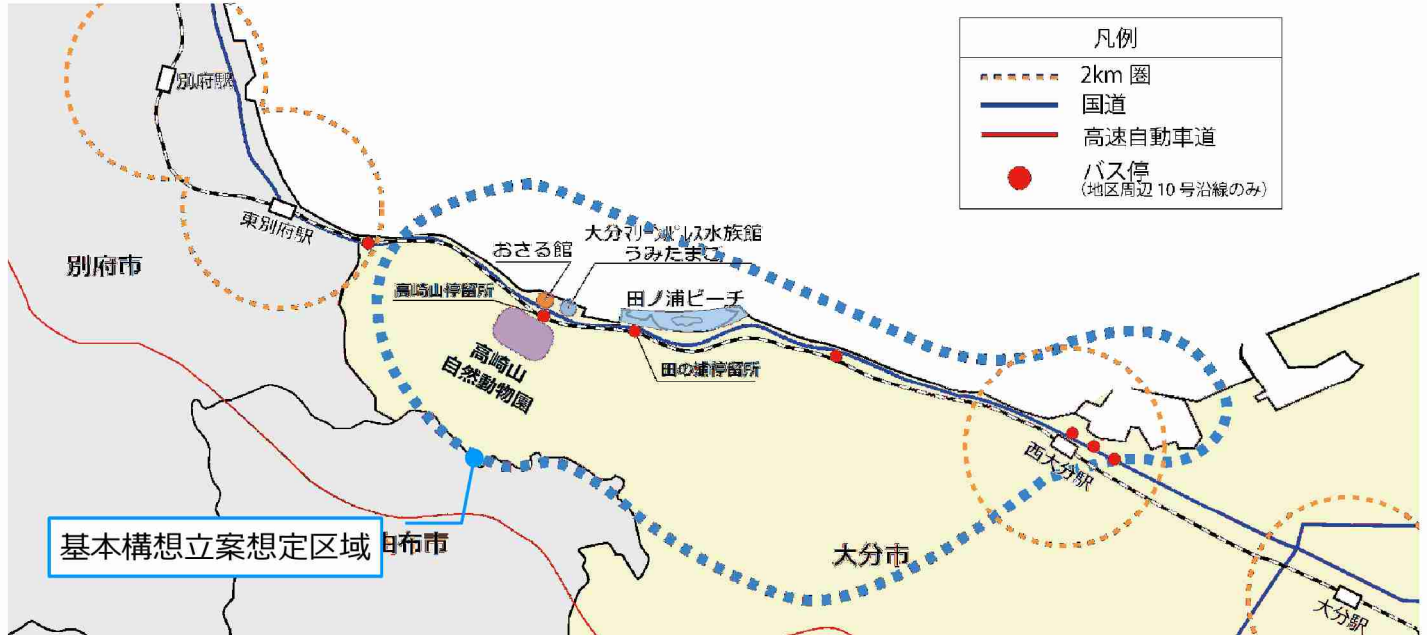 凡例
2km 圏
国道
高速自動車道
バス停
(地区周辺 10 号沿線のみ)
別府駅
東別府駅
別府市
おさる館
大分マリーンパレス水族館
うみたまご
高崎山停留所
田ノ浦ビーチ
高崎山
自然動物園
田の浦停留所
西大分駅
基本構想立案想定区域
由布市
大分市
大分駅